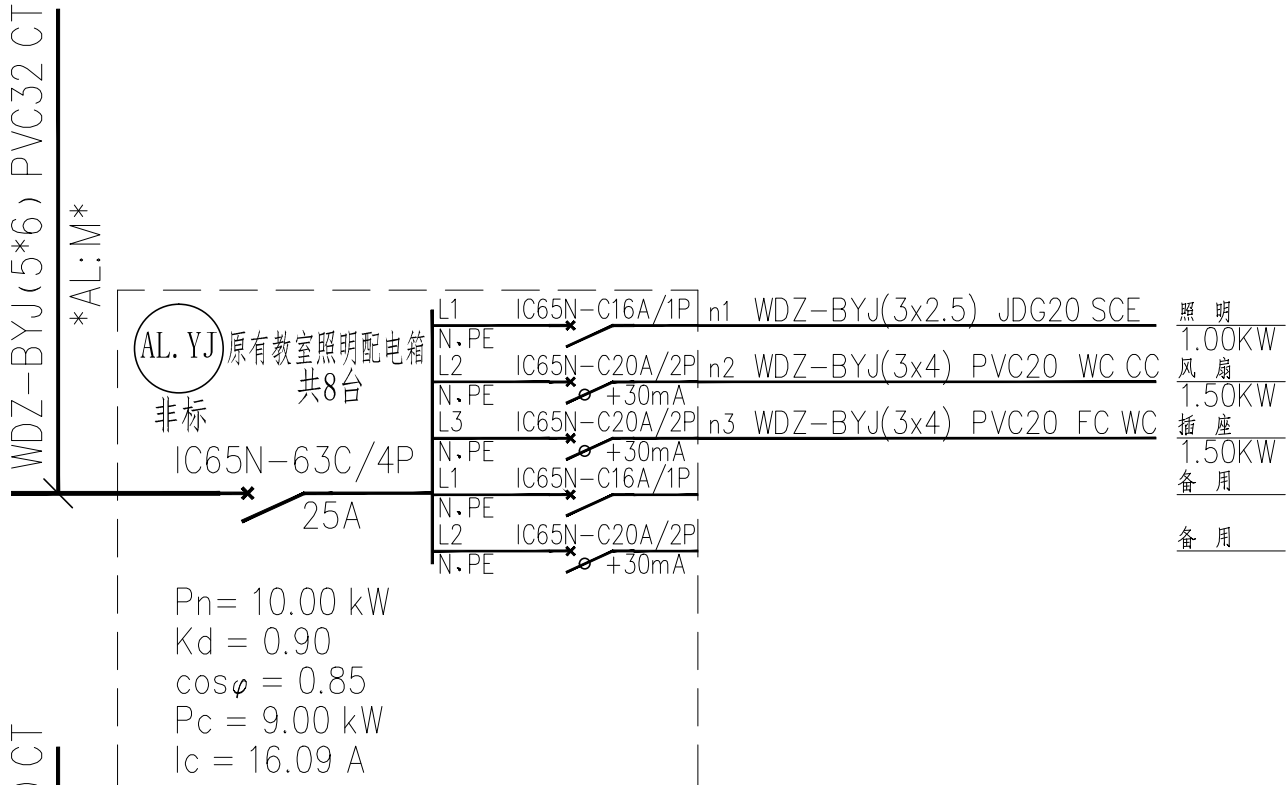 WDZ-BYJ(5*6) PVC32 CT
*AL:M*
AL.YJ
原有教室照明配电箱
共8台
非标
IC65N-63C/4P
25A
L1 IC65N-C16A/1P n1 WDZ-BYJ(3x2.5) JDG20 SCE 照 明
N.PE 1.00KW
L2 IC65N-C20A/2P n2 WDZ-BYJ(3x4) PVC20 WC CC 风 扇
N.PE +30mA 1.50KW
L3 IC65N-C20A/2P n3 WDZ-BYJ(3x4) PVC20 FC WC 插 座
N.PE +30mA 1.50KW
L1 IC65N-C16A/1P 备 用
N.PE
L2 IC65N-C20A/2P 备 用
N.PE +30mA
Pn= 10.00 kW
Kd = 0.90
cosφ = 0.85
Pc = 9.00 kW
Ic = 16.09 A
CT